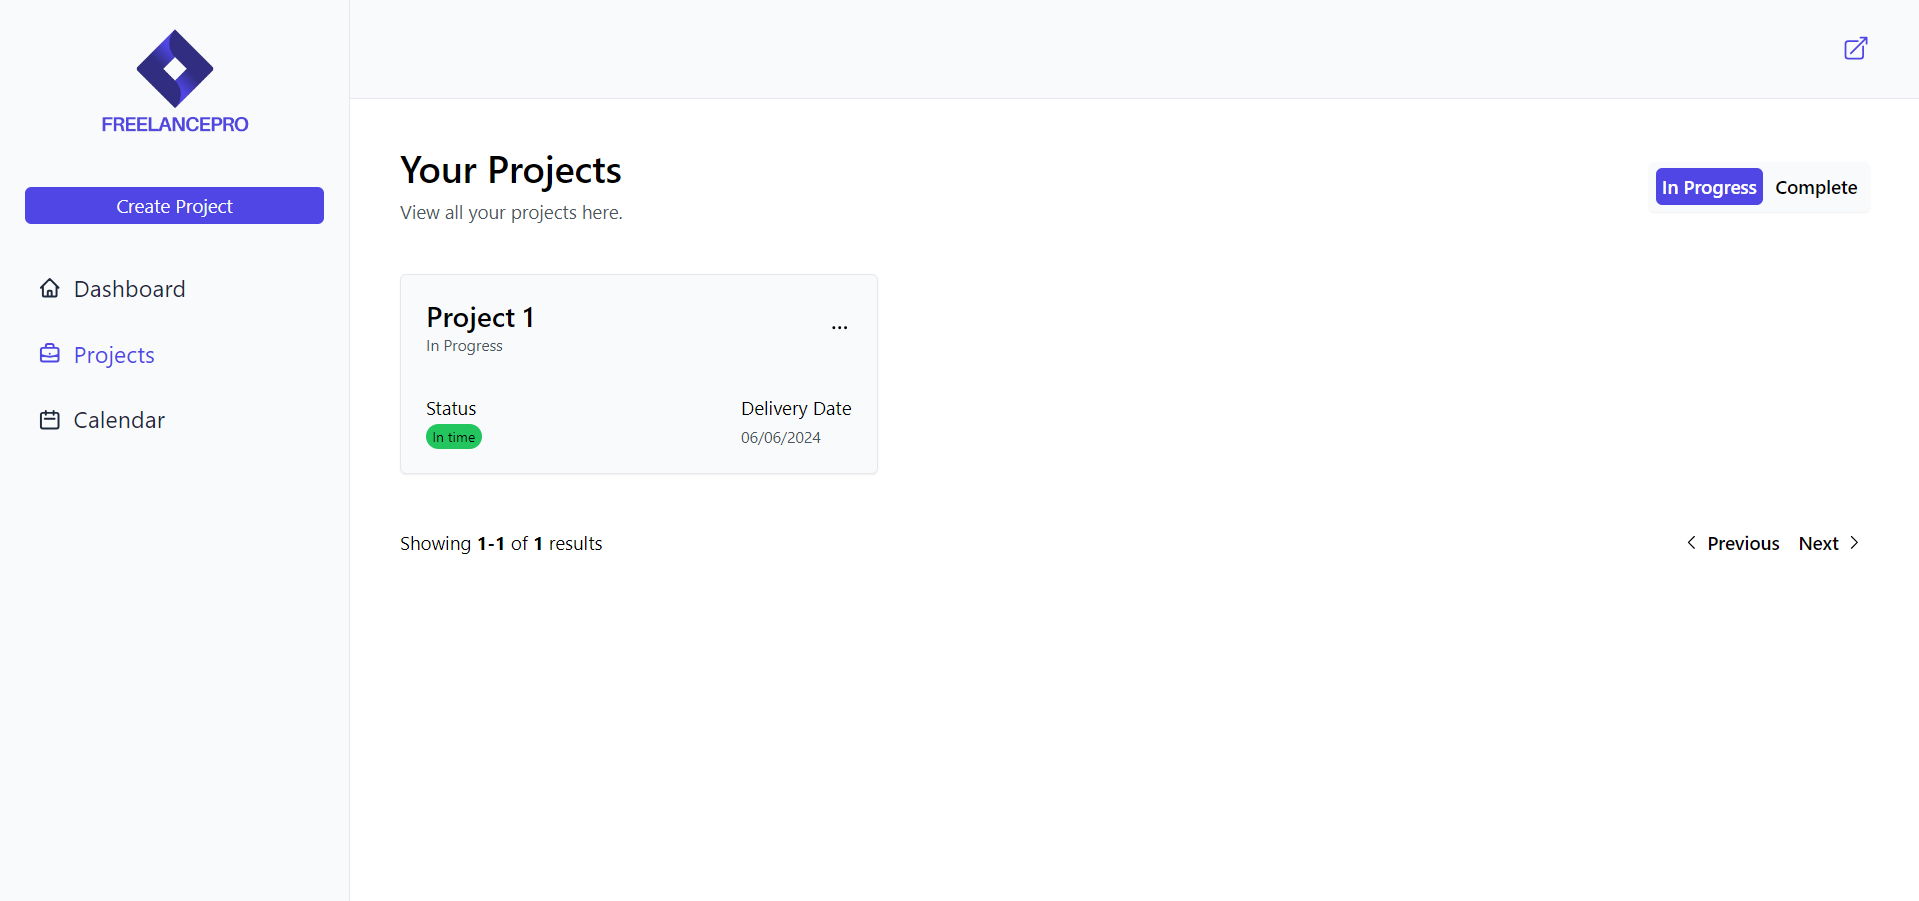 FREELANCEPRO
Create Project
Dashboard
Projects
Calendar
Your Projects
View all your projects here.
In Progress Complete
Project 1
...
In Progress
Status Delivery Date
In time 06/06/2024
Showing 1-1 of 1 results
Previous Next